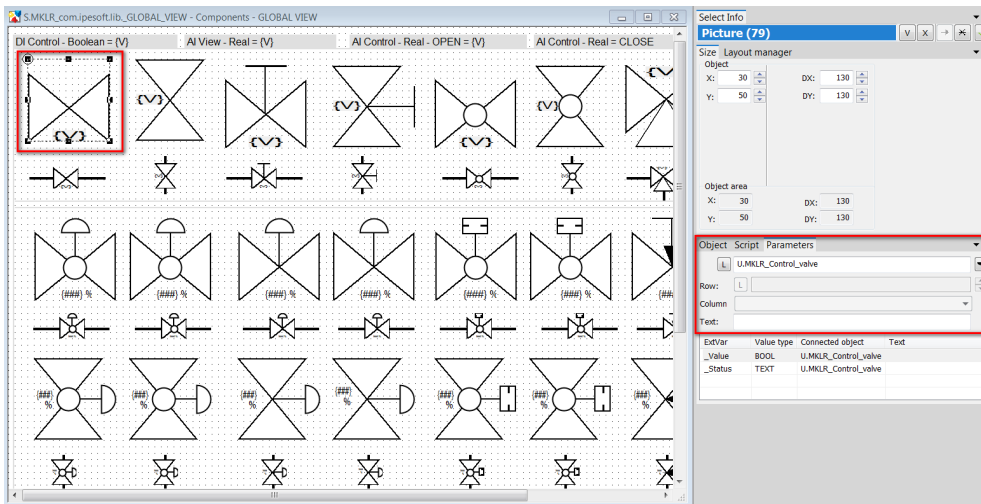 S.MKLR_com.ipesoft.lib._GLOBAL_VIEW - Components - GLOBAL VIEW
DI Control - Boolean = {V} AI View - Real = {V} AI Control - Real - OPEN = {V} AI Control - Real = CLOSE
{V} {V} {V} {V} {V} {V}
{###} % {###} % {###} % {###} % {###} % {###} % {###
{###} % {###} % {###} % {###} % {###} % {###} % {###} %
Select Info
Picture (79) V X
Size Layout manager
Object
X: 30 DX: 130
Y: 50 DY: 130
Object area
X: 30 DX: 130
Y: 50 DY: 130
Object Script Parameters
L U.MKLR_Control_valve
Row: L
Column
Text:
ExtVar Value type Connected object Text
_Value BOOL U.MKLR_Control_valve
_Status TEXT U.MKLR_Control_valve